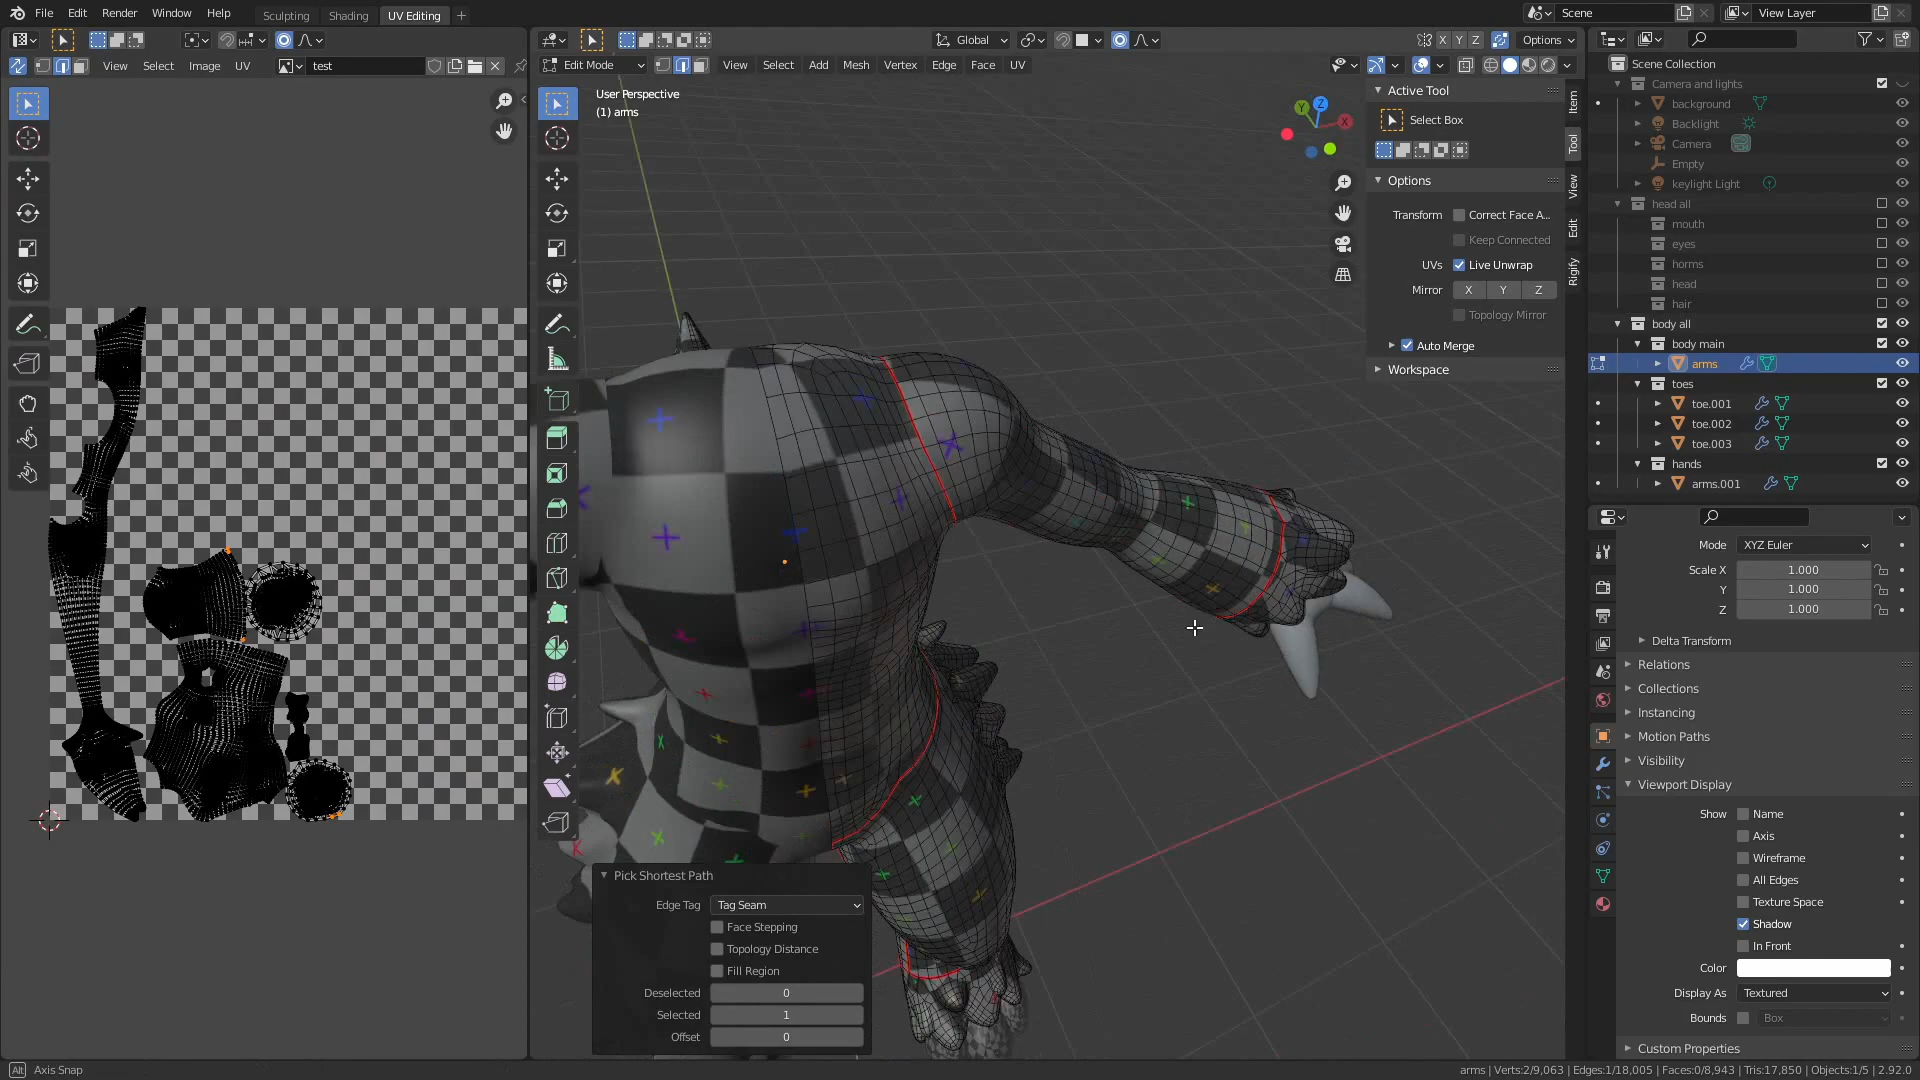 File Edit Render Window Help Sculpting Shading UV Editing +
Scene View Layer
Global X Y Z Options
View Select Image UV test
Edit Mode View Select Add Mesh Vertex Edge Face UV
User Perspective
(1) arms
Z
Y
X
Active Tool
Select Box
Options
Transform Correct Face A...
Keep Connected
UVs Live Unwrap
Mirror X Y Z
Topology Mirror
Auto Merge
Workspace
Item
Tool
View
Edit
Rigify
Scene Collection
Camera and lights
background
Backlight
Camera
Empty
keylight Light
head all
mouth
eyes
horms
head
hair
body all
body main
arms
toes
toe.001
toe.002
toe.003
hands
arms.001
Mode XYZ Euler
Scale X 1.000
Y 1.000
Z 1.000
Delta Transform
Relations
Collections
Instancing
Motion Paths
Visibility
Viewport Display
Show Name
Axis
Wireframe
All Edges
Texture Space
Shadow
In Front
Color
Display As Textured
Bounds Box
Custom Properties
Pick Shortest Path
Edge Tag Tag Seam
Face Stepping
Topology Distance
Fill Region
Deselected 0
Selected 1
Offset 0
Alt Axis Snap
arms | Verts:2/9,063 | Edges:1/18,005 | Faces:0/8,943 | Tris:17,850 | Objects:1/5 | 2.92.0